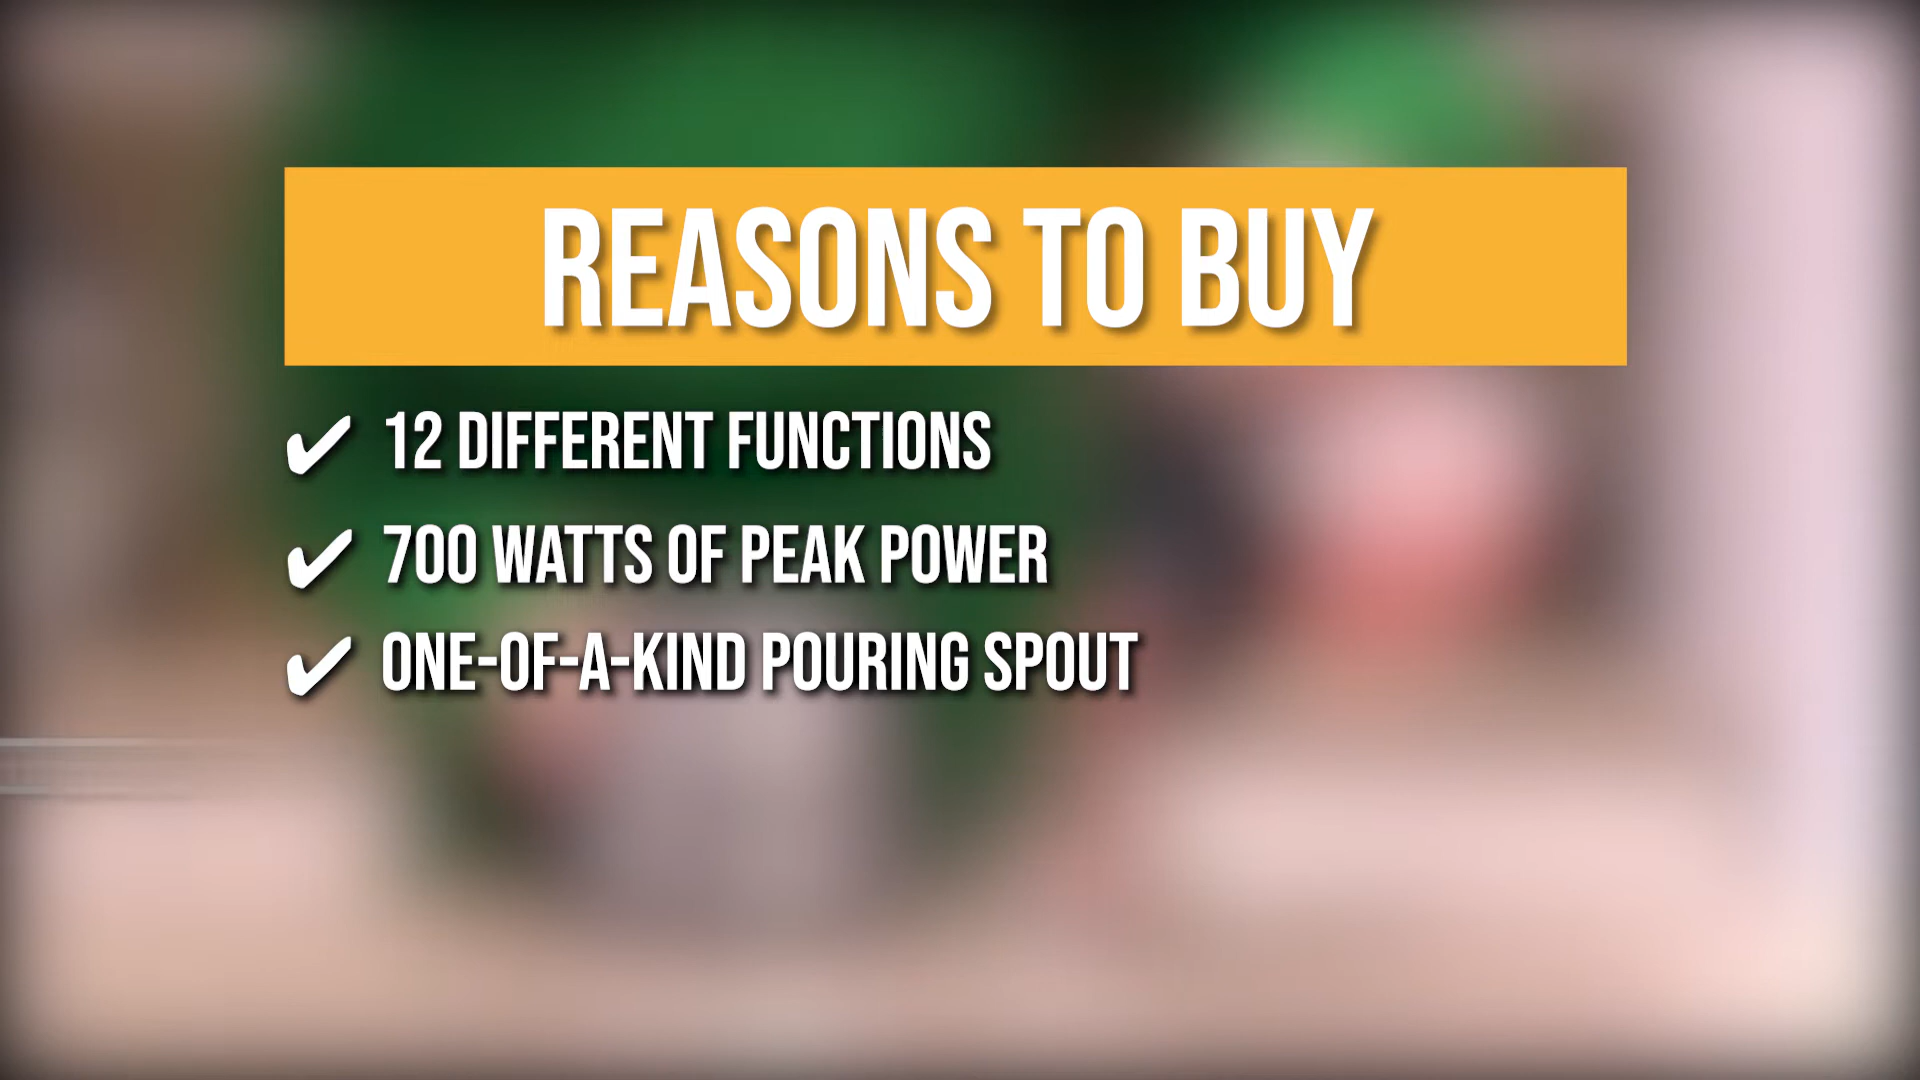 REASONS TO BUY
✔ 12 DIFFERENT FUNCTIONS
✔ 700 WATTS OF PEAK POWER
✔ ONE-OF-A-KIND POURING SPOUT